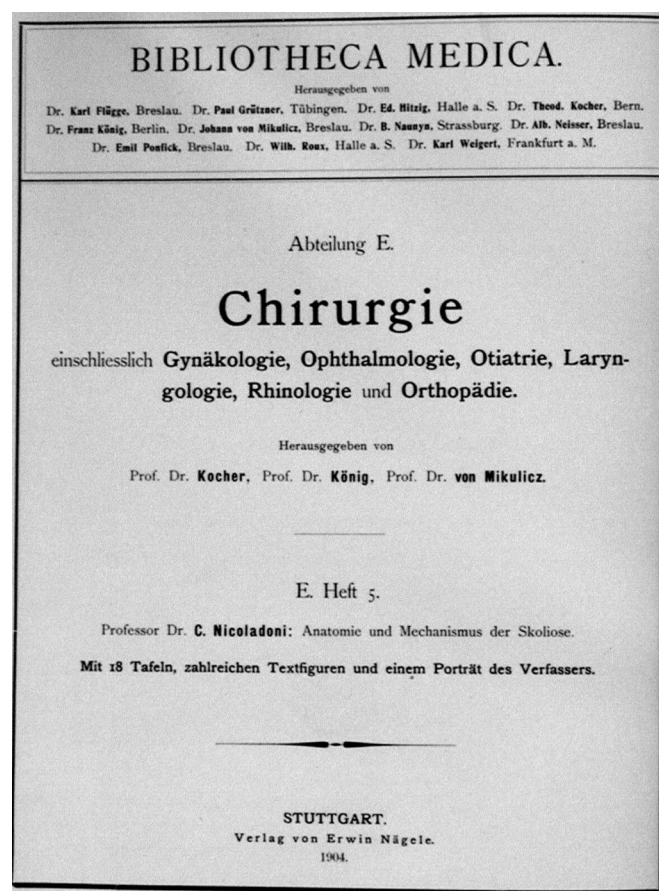 BIBLIOTHECA MEDICA.
Herausgegeben von
Dr. Karl Flügge, Breslau. Dr. Paul Grützner, Tübingen. Dr. Ed. Hitzig, Halle a. S. Dr. Theod. Kocher, Bern.
Dr. Franz König, Berlin. Dr. Johann von Mikulicz, Breslau. Dr. B. Naunyn, Strassburg. Dr. Alb. Neisser, Breslau.
Dr. Emil Ponfick, Breslau. Dr. Wilh. Roux, Halle a. S. Dr. Karl Weigert, Frankfurt a. M.
Abteilung E.
Chirurgie
einschliesslich Gynäkologie, Ophthalmologie, Otiatrie, Laryn-
gologie, Rhinologie und Orthopädie.
Herausgegeben von
Prof. Dr. Kocher, Prof. Dr. König, Prof. Dr. von Mikulicz.
E. Heft 5.
Professor Dr. C. Nicoladoni: Anatomie und Mechanismus der Skoliose.
Mit 18 Tafeln, zahlreichen Textfiguren und einem Porträt des Verfassers.
STUTTGART.
Verlag von Erwin Nägele.
1904.